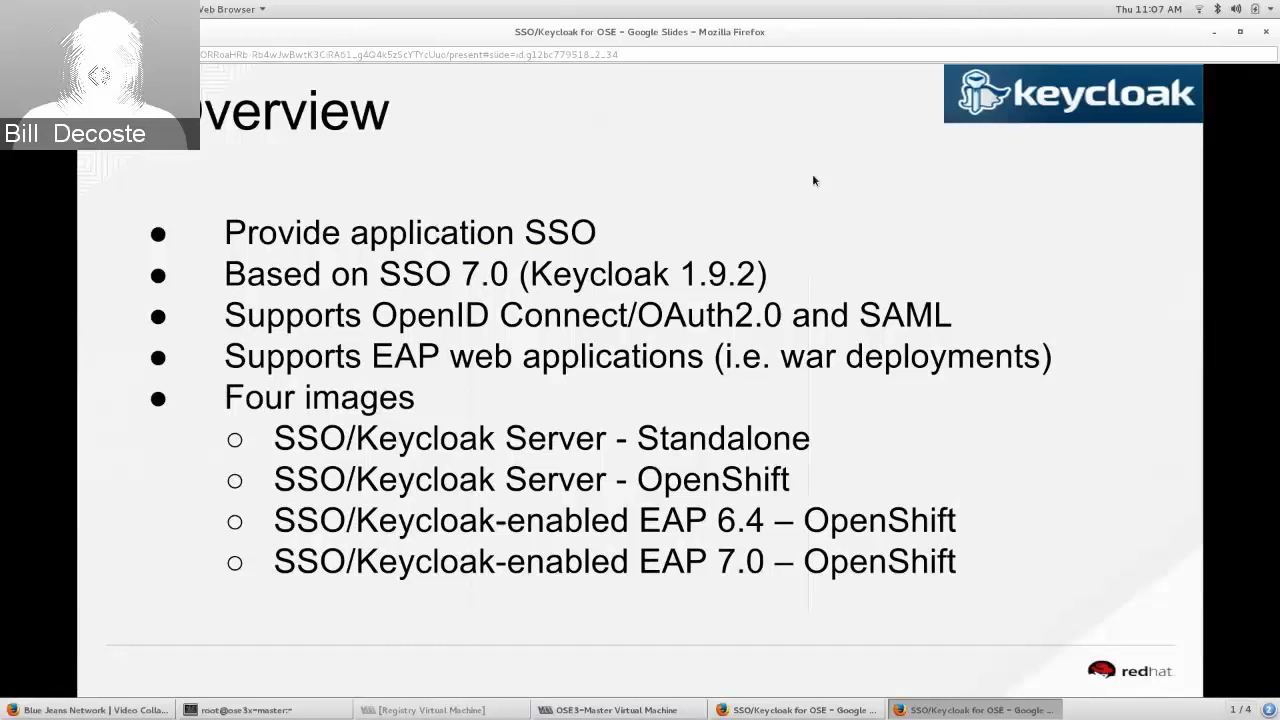 Web Browser
Thu 11:07 AM
SSO/Keycloak for OSE - Google Slides - Mozilla Firefox
Bill Decoste
verview
keycloak
● Provide application SSO
● Based on SSO 7.0 (Keycloak 1.9.2)
● Supports OpenID Connect/OAuth2.0 and SAML
● Supports EAP web applications (i.e. war deployments)
● Four images
○ SSO/Keycloak Server - Standalone
○ SSO/Keycloak Server - OpenShift
○ SSO/Keycloak-enabled EAP 6.4 – OpenShift
○ SSO/Keycloak-enabled EAP 7.0 – OpenShift
redhat.
Blue Jeans Network | Video Colla...
root@ose3x-master:~
[Registry Virtual Machine]
OSE3-Master Virtual Machine
SSO/Keycloak for OSE - Google ...
SSO/Keycloak for OSE - Google ...
1 / 4
2